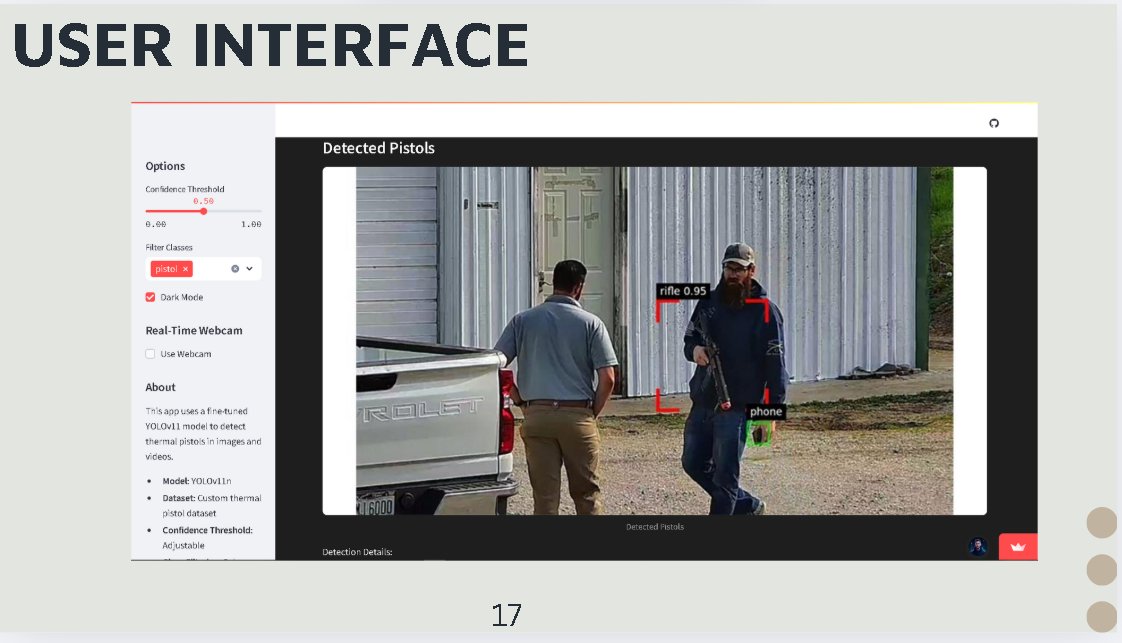 USER INTERFACE
Options
Confidence Threshold
0.50
0.00 1.00
Filter Classes
pistol ×
Dark Mode
Real-Time Webcam
Use Webcam
About
This app uses a fine-tuned
YOLOv11 model to detect
thermal pistols in images and
videos.
• Model: YOLOv11n
• Dataset: Custom thermal
pistol dataset
• Confidence Threshold:
Adjustable
Detected Pistols
rifle 0.95
phone
ROLET
Detected Pistols
Detection Details:
17